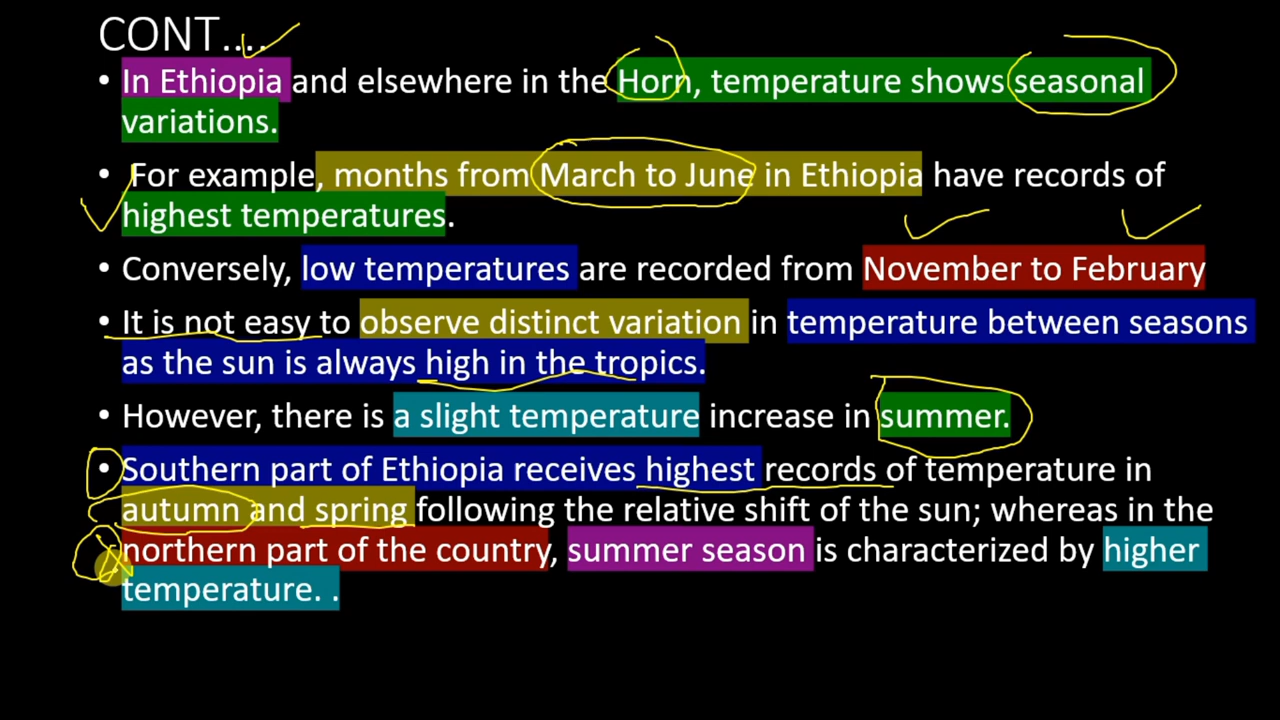 CONT....
• In Ethiopia and elsewhere in the Horn, temperature shows seasonal
variations.
• For example, months from March to June in Ethiopia have records of
highest temperatures.
• Conversely, low temperatures are recorded from November to February
• It is not easy to observe distinct variation in temperature between seasons
as the sun is always high in the tropics.
• However, there is a slight temperature increase in summer.
• Southern part of Ethiopia receives highest records of temperature in
autumn and spring following the relative shift of the sun; whereas in the
northern part of the country, summer season is characterized by higher
temperature. .